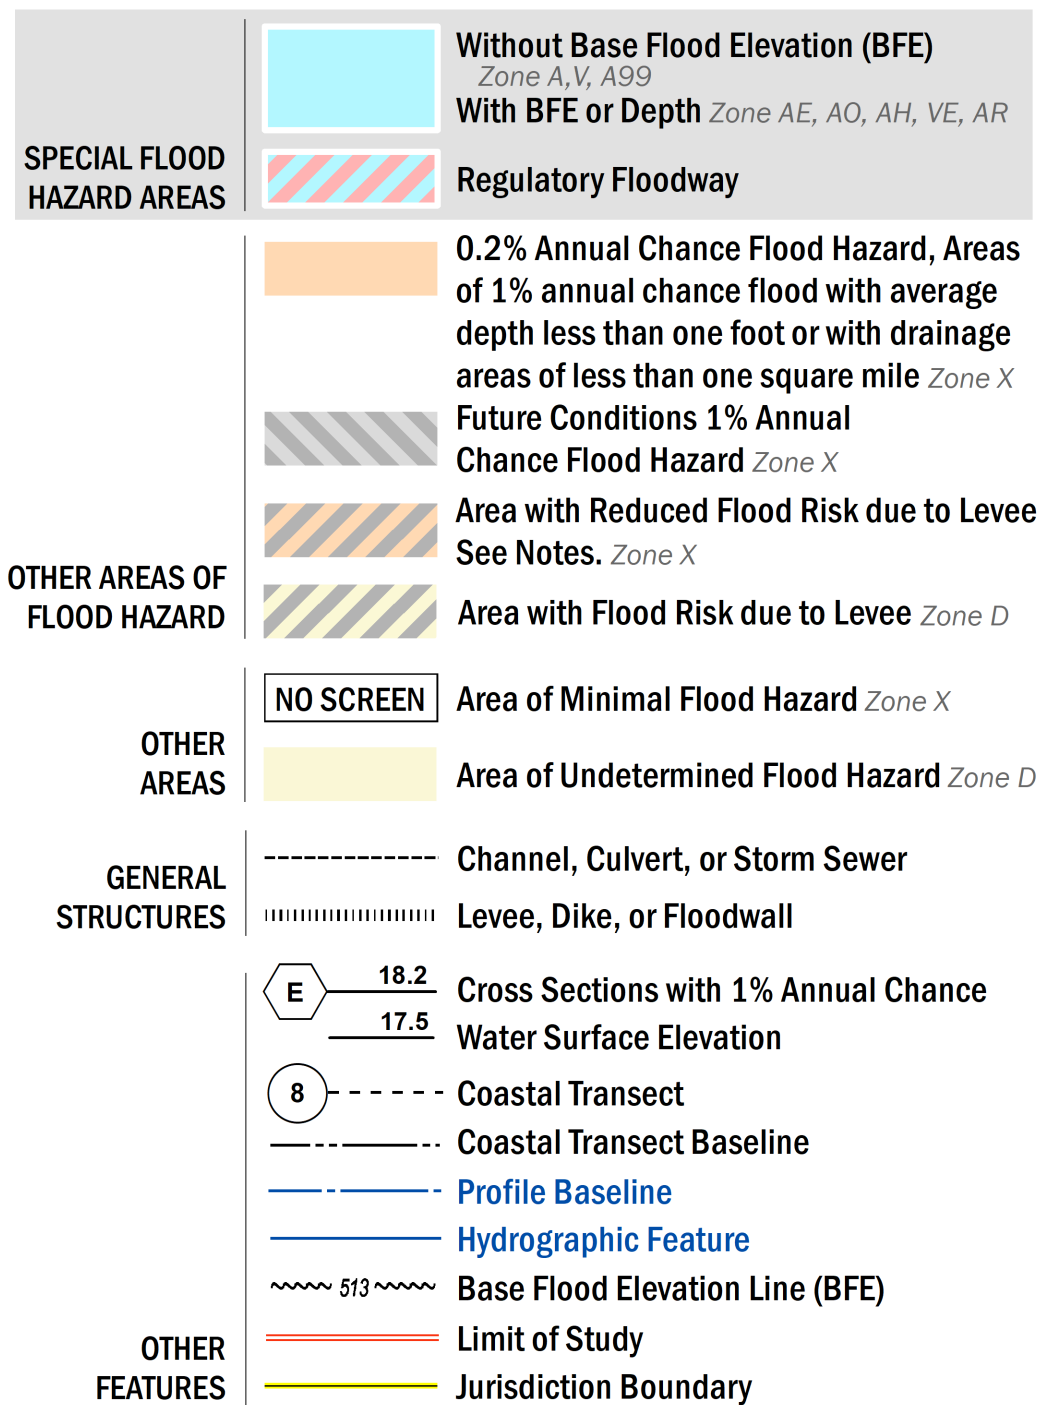 SPECIAL FLOOD
HAZARD AREAS
Without Base Flood Elevation (BFE)
Zone A,V, A99
With BFE or Depth Zone AE, AO, AH, VE, AR
Regulatory Floodway
OTHER AREAS OF
FLOOD HAZARD
0.2% Annual Chance Flood Hazard, Areas
of 1% annual chance flood with average
depth less than one foot or with drainage
areas of less than one square mile Zone X
Future Conditions 1% Annual
Chance Flood Hazard Zone X
Area with Reduced Flood Risk due to Levee
See Notes. Zone X
Area with Flood Risk due to Levee Zone D
OTHER
AREAS
NO SCREEN Area of Minimal Flood Hazard Zone X
Area of Undetermined Flood Hazard Zone D
GENERAL
STRUCTURES
Channel, Culvert, or Storm Sewer
Levee, Dike, or Floodwall
OTHER
FEATURES
E 18.2 Cross Sections with 1% Annual Chance
17.5 Water Surface Elevation
8 Coastal Transect
Coastal Transect Baseline
Profile Baseline
Hydrographic Feature
513 Base Flood Elevation Line (BFE)
Limit of Study
Jurisdiction Boundary